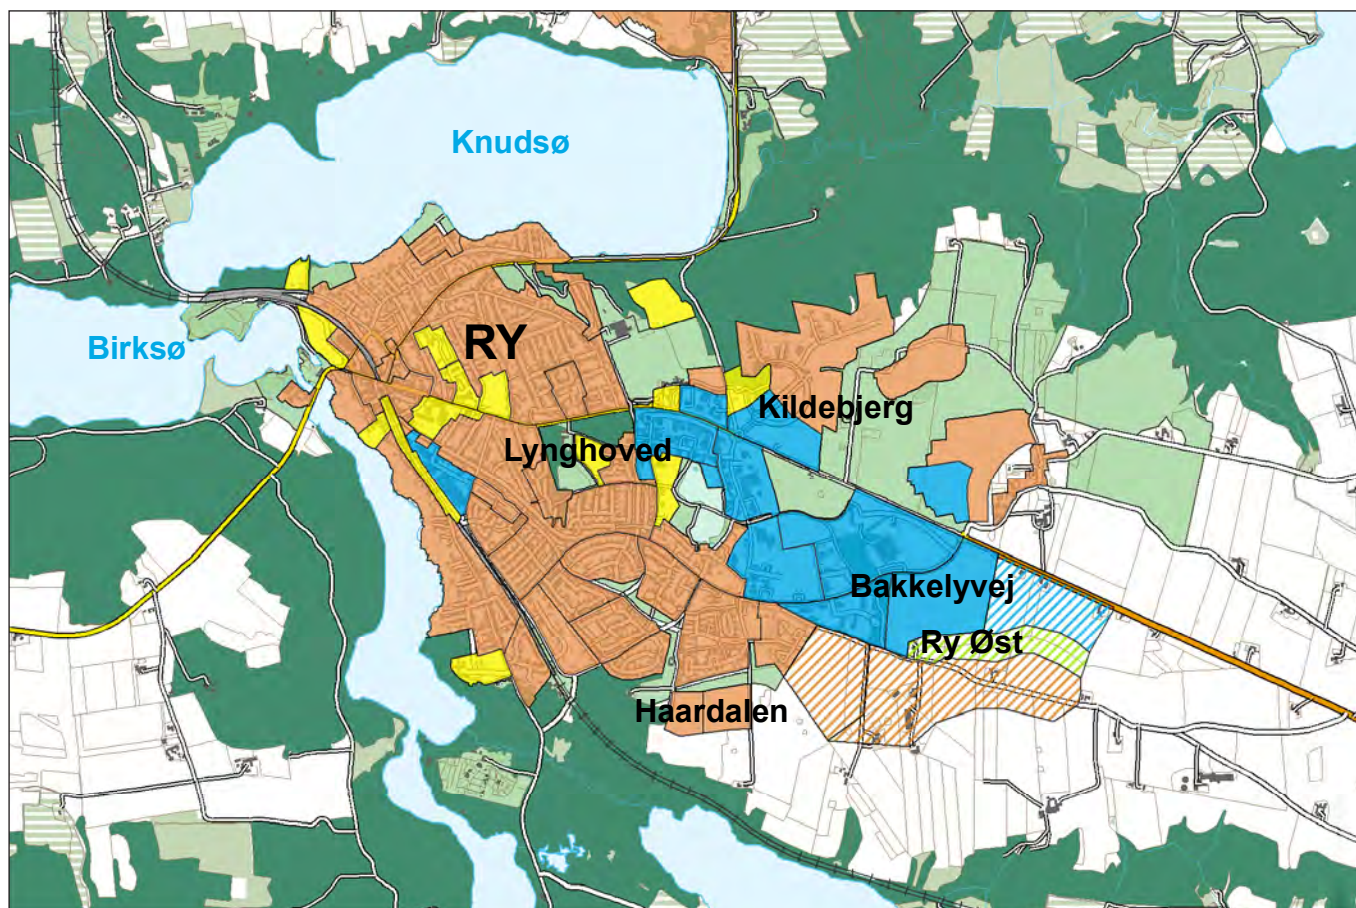 Knudsø
Birksø
RY
Kildebjerg
Lynghoved
Bakkelyvej
Ry Øst
Haardalen